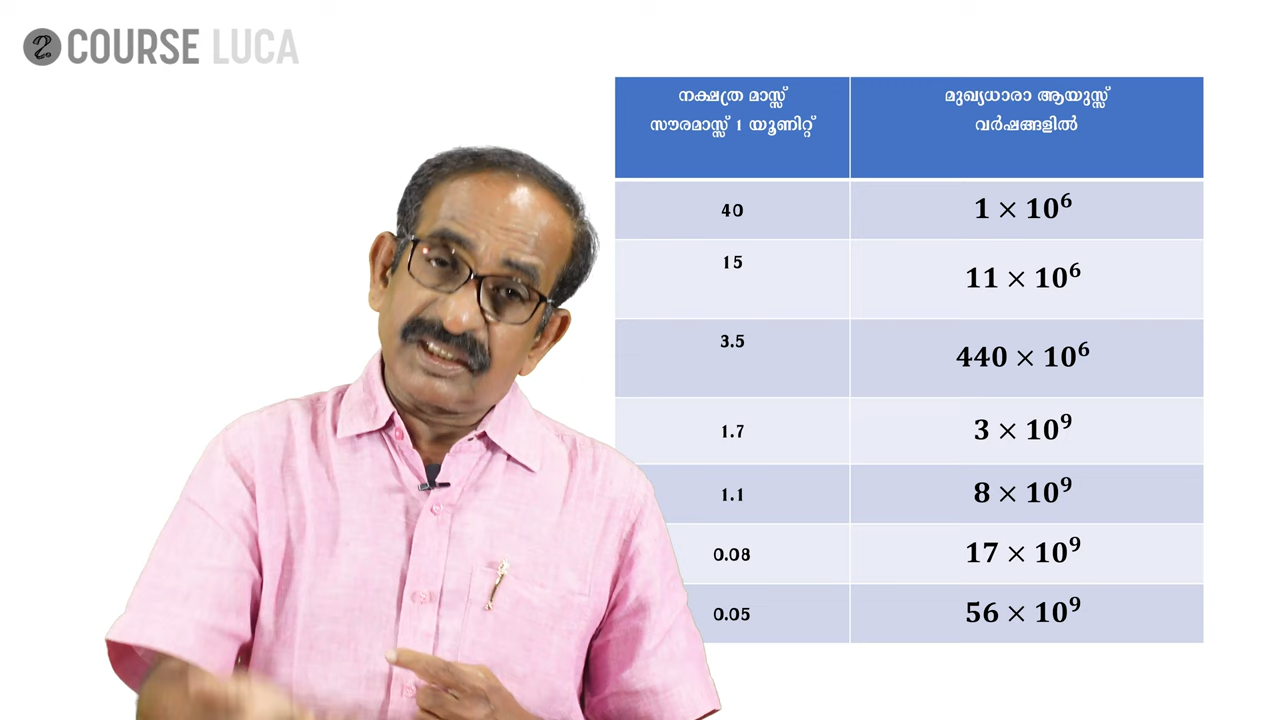 COURSE LUCA
നക്ഷത്ര മാസ്സ്
സൗരമാസ്സ് 1 യൂണിറ്റ്
മുഖ്യധാരാ ആയുസ്സ്
വർഷങ്ങളിൽ
40
1 × 10⁶
15
11 × 10⁶
3.5
440 × 10⁶
1.7
3 × 10⁹
1.1
8 × 10⁹
0.08
17 × 10⁹
0.05
56 × 10⁹